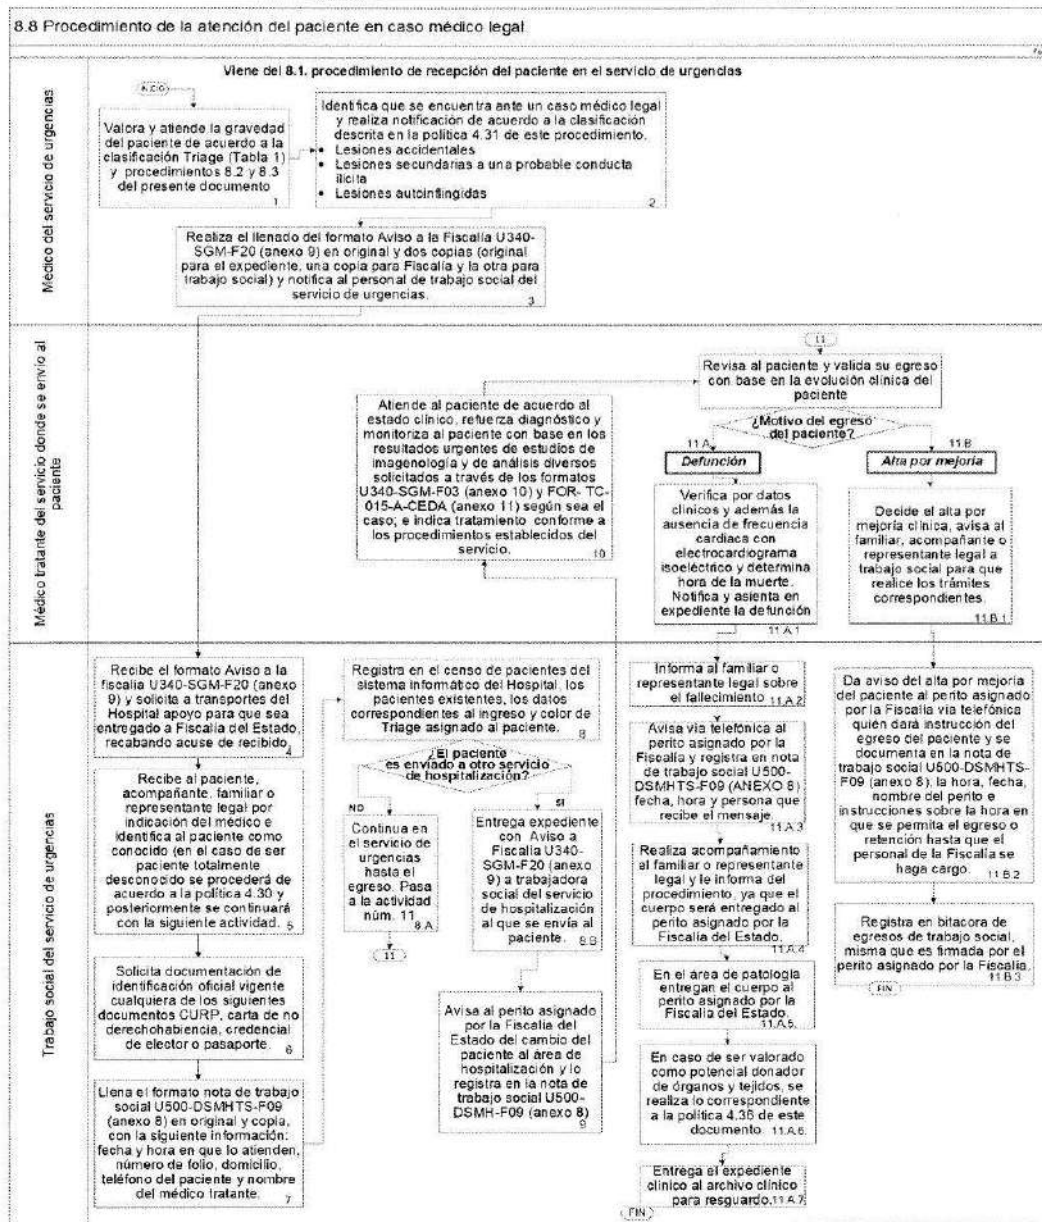 8.8 Procedimiento de la atención del paciente en caso médico legal
Médico del servicio de urgencias
Viene del 8.1. procedimiento de recepción del paciente en el servicio de urgencias
INICIO
Valora y atiende la gravedad
del paciente de acuerdo a la
clasificación Triage (Tabla 1)
y procedimientos 8.2 y 8.3
del presente documento
1
Identifica que se encuentra ante un caso médico legal
y realiza notificación de acuerdo a la clasificación
descrita en la política 4.31 de este procedimiento.
• Lesiones accidentales
• Lesiones secundarias a una probable conducta
ilícita
• Lesiones autoinflingidas
2
Realiza el llenado del formato Aviso a la Fiscalía U340-
SGM-F20 (anexo 9) en original y dos copias (original
para el expediente, una copia para Fiscalía y la otra para
trabajo social) y notifica al personal de trabajo social del
servicio de urgencias.
3
Médico tratante del servicio donde se envío al
paciente
Atiende al paciente de acuerdo al
estado clínico, refuerza diagnóstico y
monitoriza al paciente con base en los
resultados urgentes de estudios de
imagenología y de análisis diversos
solicitados a través de los formatos
U340-SGM-F03 (anexo 10) y FOR- TC-
015-A-CEDA (anexo 11) según sea el
caso; e indica tratamiento conforme a
los procedimientos establecidos del
servicio.
10
11
Revisa al paciente y valida su egreso
con base en la evolución clínica del
paciente
¿Motivo del egreso
del paciente?
11.A
Defunción
11.B
Alta por mejoría
Verifica por datos
clínicos y además la
ausencia de frecuencia
cardiaca con
electrocardiograma
isoeléctrico y determina
hora de la muerte.
Notifica y asienta en
expediente la defunción
11.A.1
Decide el alta por
mejoría clínica, avisa al
familiar, acompañante o
representante legal a
trabajo social para que
realice los trámites
correspondientes.
11.B.1
Trabajo social del servicio de urgencias
Recibe el formato Aviso a la
fiscalía U340-SGM-F20 (anexo
9) y solicita a transportes del
Hospital apoyo para que sea
entregado a Fiscalía del Estado,
recabando acuse de recibido.
4
Recibe al paciente,
acompañante, familiar o
representante legal por
indicación del médico e
identifica al paciente como
conocido (en el caso de ser
paciente totalmente
desconocido se procederá de
acuerdo a la política 4.30 y
posteriormente se continuará
con la siguiente actividad.
5
Solicita documentación de
identificación oficial vigente
cualquiera de los siguientes
documentos CURP, carta de no
derechohabiencia, credencial
de elector o pasaporte.
6
Llena el formato nota de trabajo
social U500-DSMHTS-F09
(anexo 8) en original y copia,
con la siguiente información:
fecha y hora en que lo atienden,
número de folio, domicilio,
teléfono del paciente y nombre
del médico tratante.
7
Registra en el censo de pacientes del
sistema informático del Hospital, los
pacientes existentes, los datos
correspondientes al ingreso y color de
Triage asignado al paciente.
8
¿El paciente
es enviado a otro servicio
de hospitalización?
NO
Continua en
el servicio de
urgencias
hasta el
egreso. Pasa
a la actividad
núm. 11
8.A
11
SI
Entrega expediente
con Aviso a
Fiscalía U340-
SGM-F20 (anexo
9) a trabajadora
social del servicio
de hospitalización
al que se envía al
paciente.
8.B
Avisa al perito asignado
por la Fiscalía del
Estado del cambio del
paciente al área de
hospitalización y lo
registra en la nota de
trabajo social U500-
DSMH-F09 (anexo 8)
9
Informa al familiar o
representante legal sobre
el fallecimiento
11.A.2
Avisa vía telefónica al
perito asignado por la
Fiscalía y registra en nota
de trabajo social U500-
DSMHTS-F09 (ANEXO 8)
fecha, hora y persona que
recibe el mensaje.
11.A.3
Realiza acompañamiento
al familiar o representante
legal y le informa del
procedimiento, ya que el
cuerpo será entregado al
perito asignado por la
Fiscalía del Estado.
11.A.4
En el área de patología
entregan el cuerpo al
perito asignado por la
Fiscalía del Estado.
11.A.5.
En caso de ser valorado
como potencial donador
de órganos y tejidos, se
realiza lo correspondiente
a la política 4.36 de este
documento.
11.A.6.
Entrega el expediente
clínico al archivo clínico
para resguardo.
11.A.7
FIN
Da aviso del alta por mejoría
del paciente al perito asignado
por la Fiscalía vía telefónica
quién dará instrucción del
egreso del paciente y se
documenta en la nota de
trabajo social U500-DSMHTS-
F09 (anexo 8), la hora, fecha,
nombre del perito e
instrucciones sobre la hora en
que se permita el egreso o
retención hasta que el
personal de la Fiscalía se
haga cargo.
11.B.2
Registra en bitacora de
egresos de trabajo social,
misma que es firmada por el
perito asignado por la Fiscalía.
11.B.3
FIN